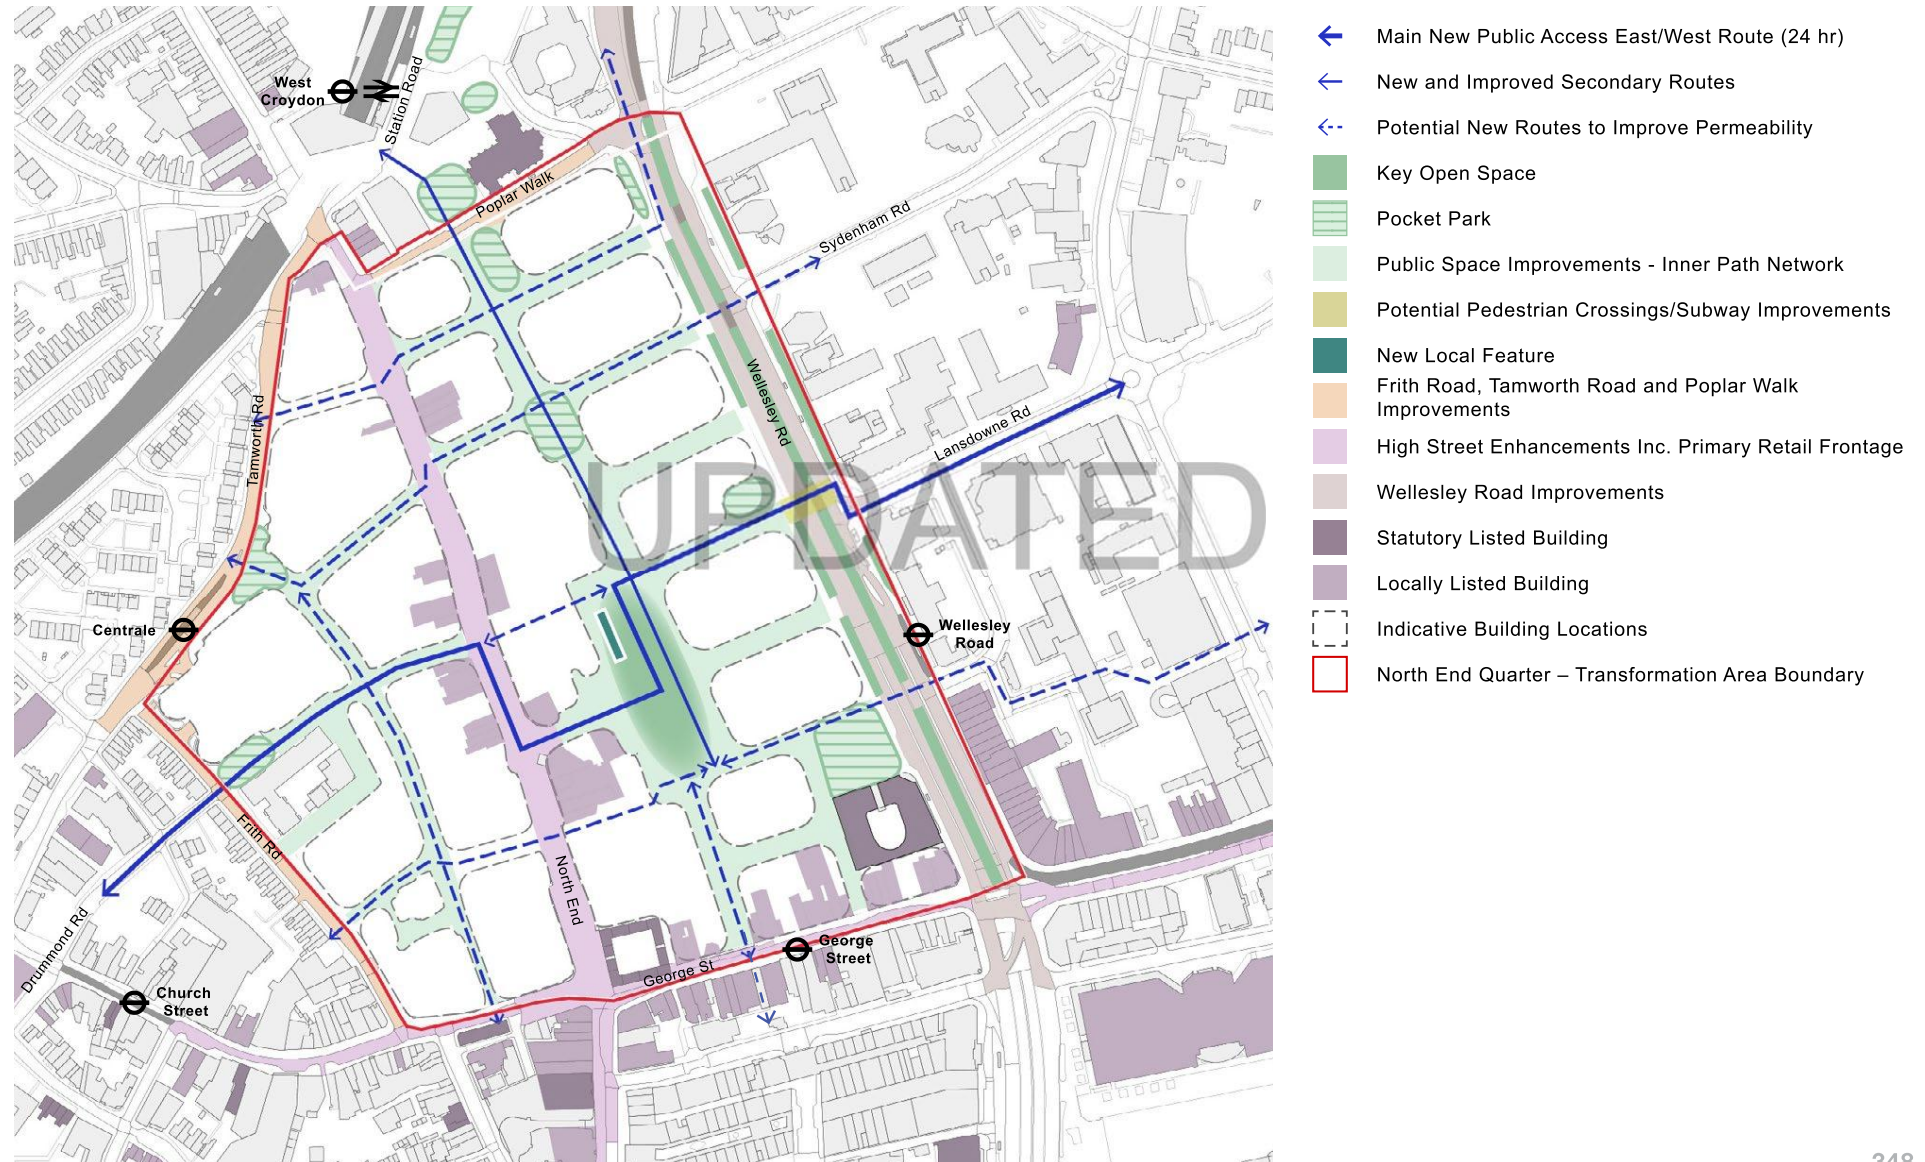 West
Croydon
Station Road
Poplar Walk
Sydenham Rd
Wellesley Rd
Tamworth Rd
Lansdowne Rd
UPDATED
Centrale
Wellesley
Road
Frith Rd
North End
Drummond Rd
George St
George
Street
Church
Street
Main New Public Access East/West Route (24 hr)
New and Improved Secondary Routes
Potential New Routes to Improve Permeability
Key Open Space
Pocket Park
Public Space Improvements - Inner Path Network
Potential Pedestrian Crossings/Subway Improvements
New Local Feature
Frith Road, Tamworth Road and Poplar Walk
Improvements
High Street Enhancements Inc. Primary Retail Frontage
Wellesley Road Improvements
Statutory Listed Building
Locally Listed Building
Indicative Building Locations
North End Quarter – Transformation Area Boundary
348